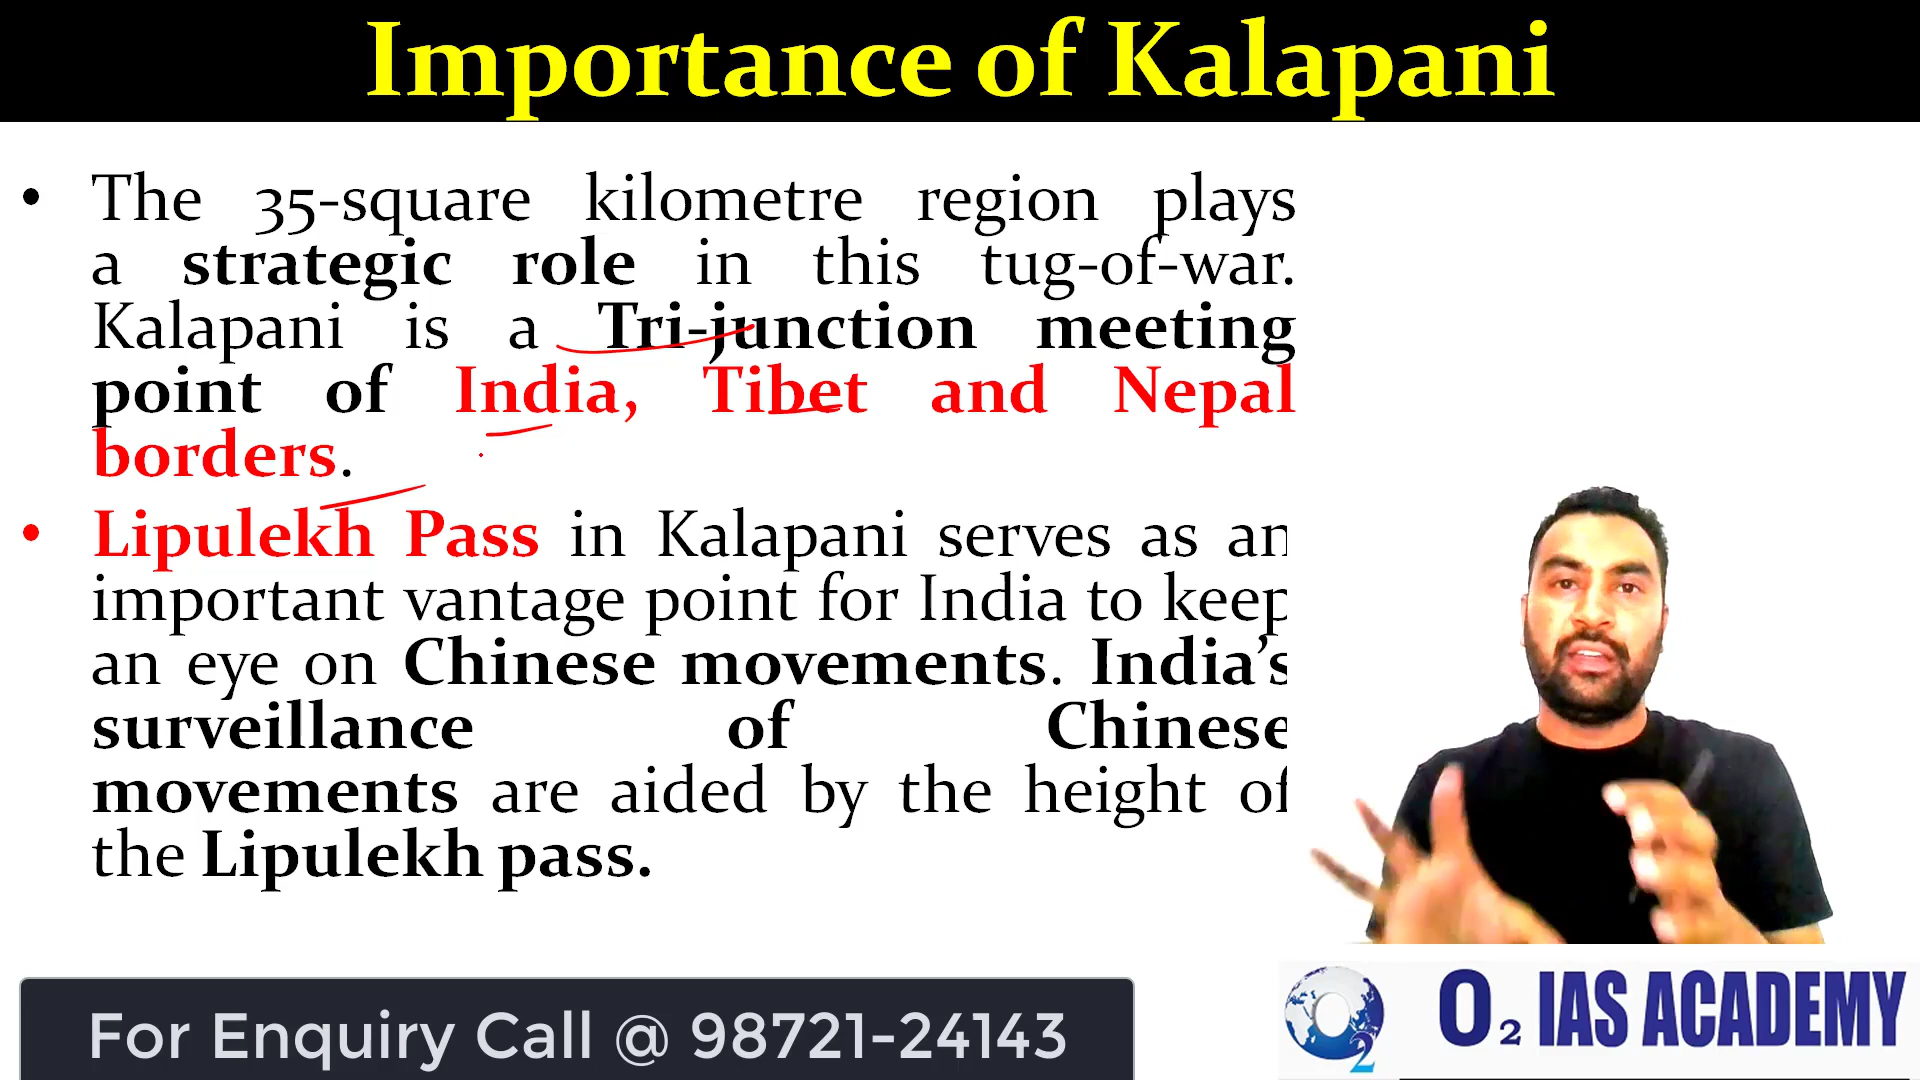 Importance of Kalapani
• The 35-square kilometre region plays
a strategic role in this tug-of-war.
Kalapani is a Tri-junction meeting
point of India, Tibet and Nepal
borders.
• Lipulekh Pass in Kalapani serves as an
important vantage point for India to keep
an eye on Chinese movements. India’s
surveillance of Chinese
movements are aided by the height of
the Lipulekh pass.
For Enquiry Call @ 98721-24143
O2
O2 IAS ACADEMY